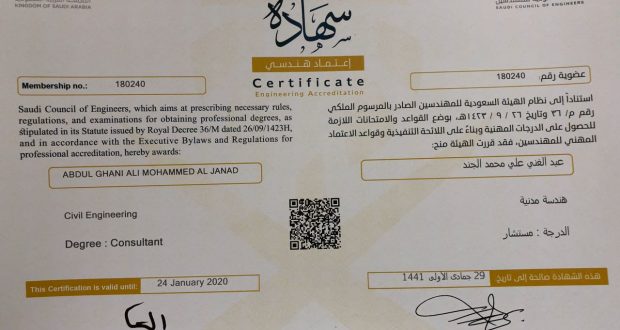 KINGDOM OF SAUDI ARABIA
SAUDI COUNCIL OF ENGINEERS
شهادة
إعتماد هندسي
Certificate
Engineering Accreditation
Membership no.: 180240
عضوية رقم: 180240
Saudi Council of Engineers, which aims at prescribing necessary rules,
regulations, and examinations for obtaining professional degrees, as
stipulated in its Statute issued by Royal Decree 36/M dated 26/09/1423H,
and in accordance with the Executive Bylaws and Regulations for
professional accreditation, hereby awards:
استناداً إلى نظام الهيئة السعودية للمهندسين الصادر بالمرسوم الملكي
رقم م/٣٦ وتاريخ ٢٦ / ٩ / ١٤٢٣هـ، بوضع القواعد والامتحانات اللازمة
للحصول على الدرجات المهنية وبناءً على اللائحة التنفيذية وقواعد الاعتماد
المهني للمهندسين، فقد قررت الهيئة منح:
ABDUL GHANI ALI MOHAMMED AL JANAD
عبد الغني علي محمد الجند
Civil Engineering
هندسة مدنية
Degree : Consultant
الدرجة : مستشار
This Certification is valid until: 24 January 2020
هذه الشهادة صالحة إلى تاريخ 29 جمادى الأولى 1441